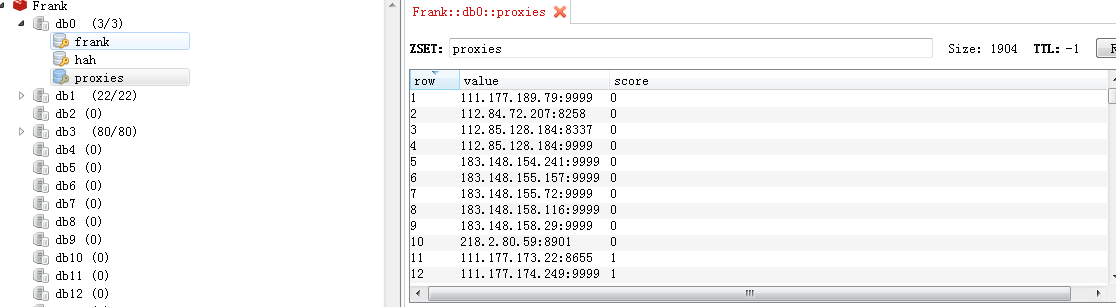 Frank
db0 (3/3)
frank
hah
proxies
db1 (22/22)
db2 (0)
db3 (80/80)
db4 (0)
db5 (0)
db6 (0)
db7 (0)
db8 (0)
db9 (0)
db10 (0)
db11 (0)
db12 (0)
Frank::db0::proxies
ZSET: proxies Size: 1904 TTL: -1
row value score
1 111.177.189.79:9999 0
2 112.84.72.207:8258 0
3 112.85.128.184:8337 0
4 112.85.128.184:9999 0
5 183.148.154.241:9999 0
6 183.148.155.157:9999 0
7 183.148.155.72:9999 0
8 183.148.158.116:9999 0
9 183.148.158.29:9999 0
10 218.2.80.59:8901 0
11 111.177.173.22:8655 1
12 111.177.174.249:9999 1